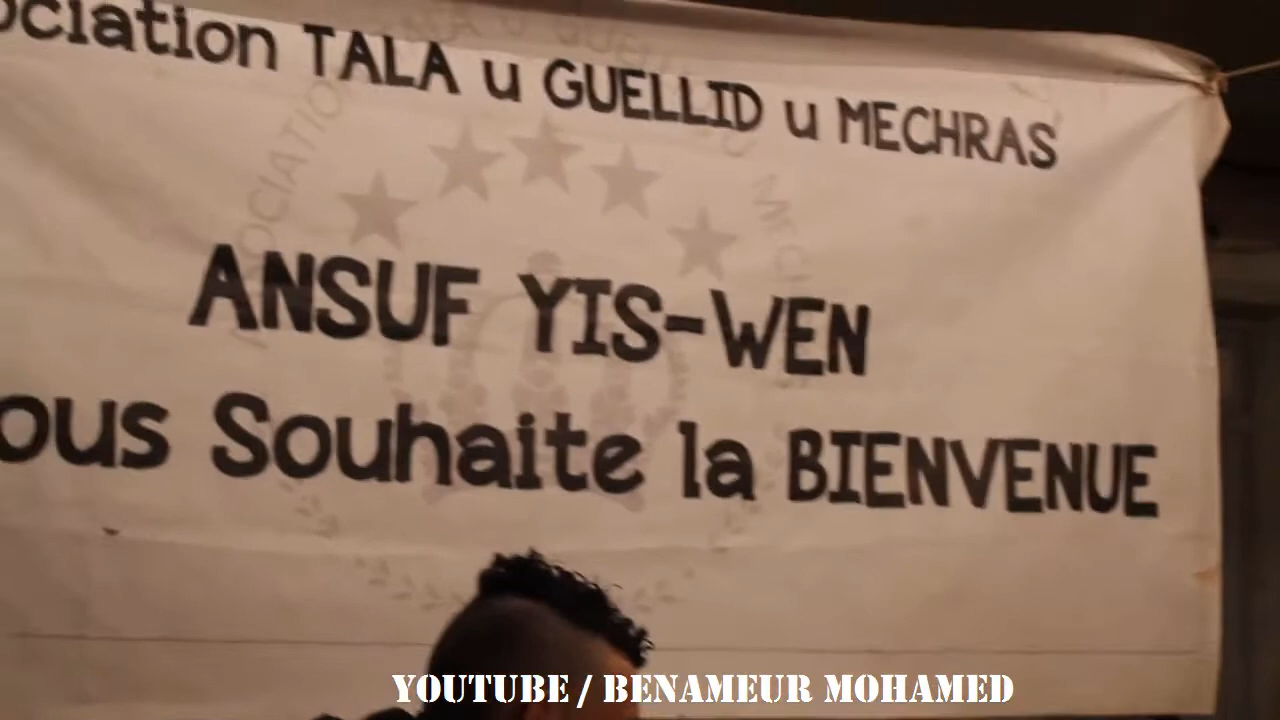 ociation TALA u GUELLID u MECHRAS
ANSUF YIS-WEN
ous Souhaite la BIENVENUE
YOUTUBE / BENAMEUR MOHAMED